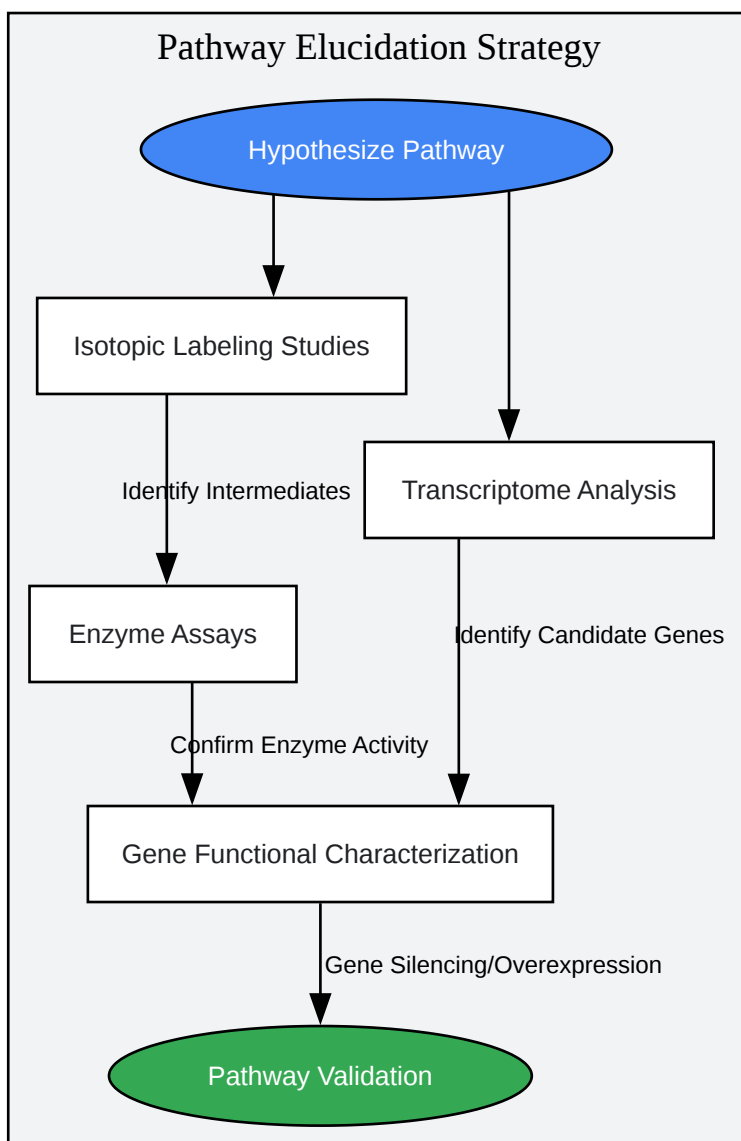 Pathway Elucidation Strategy
Hypothesize Pathway
Isotopic Labeling Studies
Identify Intermediates
Transcriptome Analysis
Enzyme Assays
Identify Candidate Genes
Confirm Enzyme Activity
Gene Functional Characterization
Gene Silencing/Overexpression
Pathway Validation